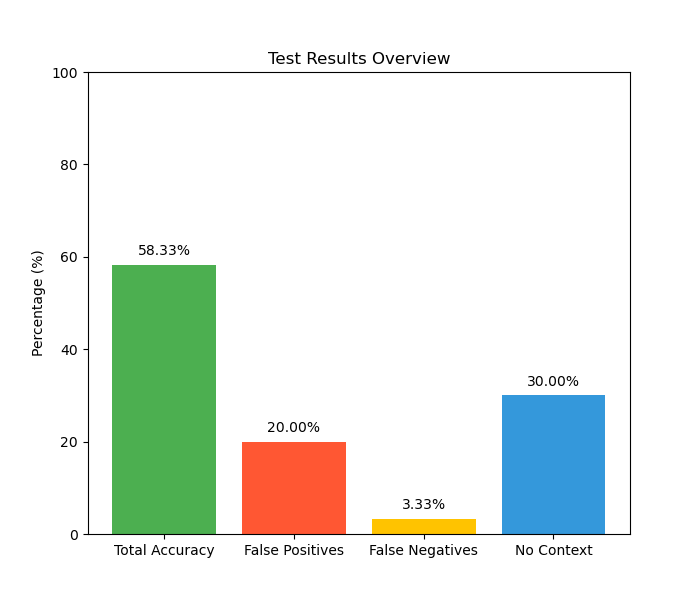 Test Results Overview
Percentage (%)
100
80
60
40
20
0
58.33%
20.00%
3.33%
30.00%
Total Accuracy
False Positives
False Negatives
No Context